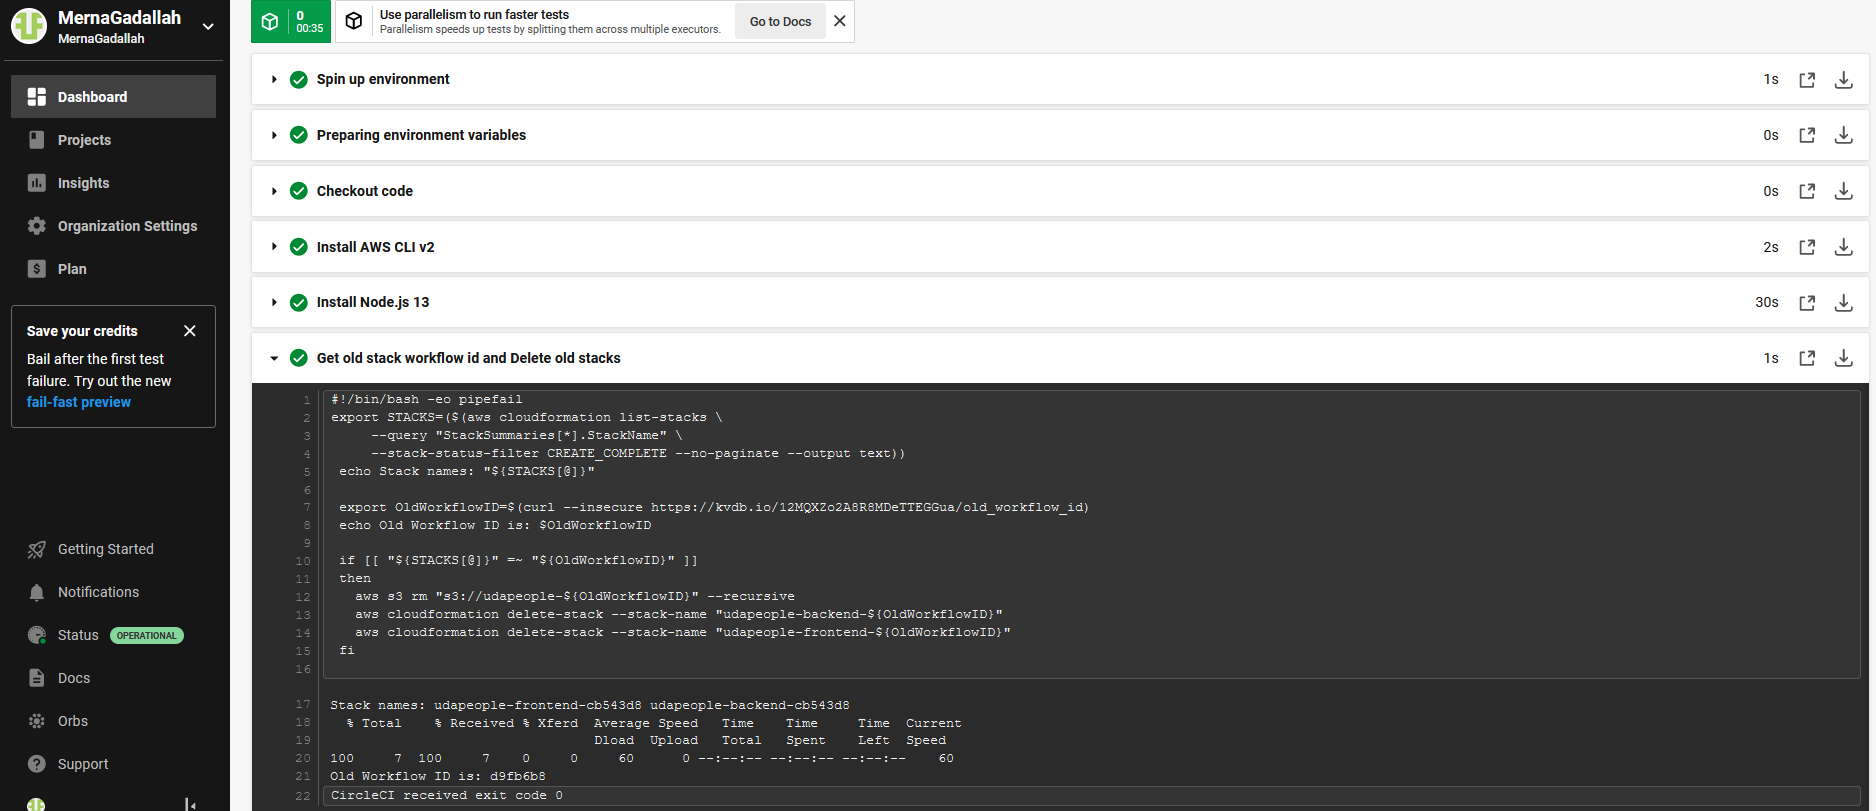 MernaGadallah
MernaGadallah
Dashboard
Projects
Insights
Organization Settings
Plan
Save your credits
Bail after the first test
failure. Try out the new
fail-fast preview
Getting Started
Notifications
Status OPERATIONAL
Docs
Orbs
Support
0
00:35
Use parallelism to run faster tests
Parallelism speeds up tests by splitting them across multiple executors.
Go to Docs
Spin up environment 1s
Preparing environment variables 0s
Checkout code 0s
Install AWS CLI v2 2s
Install Node.js 13 30s
Get old stack workflow id and Delete old stacks 1s
1 #!/bin/bash -eo pipefail
2 export STACKS=($(aws cloudformation list-stacks \
3 --query "StackSummaries[*].StackName" \
4 --stack-status-filter CREATE_COMPLETE --no-paginate --output text))
5 echo Stack names: "${STACKS[@]}"
6
7 export OldWorkflowID=$(curl --insecure https://kvdb.io/12MQXZo2A8R8MDeTTEGGua/old_workflow_id)
8 echo Old Workflow ID is: $OldWorkflowID
9
10 if [[ "${STACKS[@]}" =~ "${OldWorkflowID}" ]]
11 then
12 aws s3 rm "s3://udapeople-${OldWorkflowID}" --recursive
13 aws cloudformation delete-stack --stack-name "udapeople-backend-${OldWorkflowID}"
14 aws cloudformation delete-stack --stack-name "udapeople-frontend-${OldWorkflowID}"
15 fi
16
17 Stack names: udapeople-frontend-cb543d8 udapeople-backend-cb543d8
18 % Total % Received % Xferd Average Speed Time Time Time Current
19 Dload Upload Total Spent Left Speed
20 100 7 100 7 0 0 60 0 --:--:-- --:--:-- --:--:-- 60
21 Old Workflow ID is: d9fb6b8
22 CircleCI received exit code 0